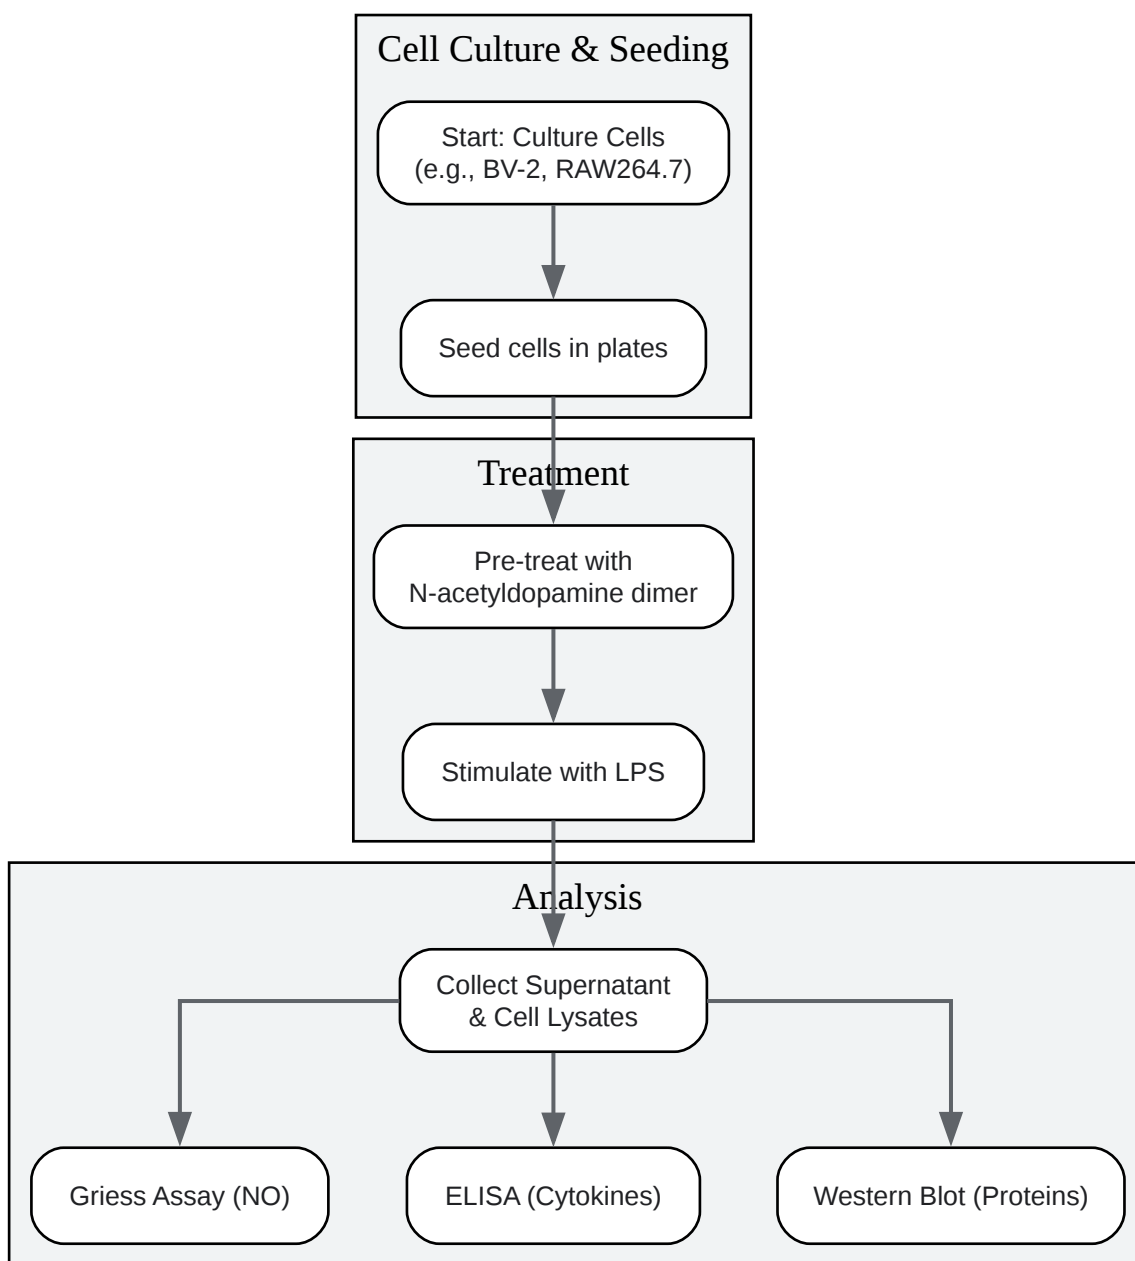 Cell Culture & Seeding
Start: Culture Cells
(e.g., BV-2, RAW264.7)
Seed cells in plates
Treatment
Pre-treat with
N-acetyldopamine dimer
Stimulate with LPS
Analysis
Collect Supernatant
& Cell Lysates
Griess Assay (NO)
ELISA (Cytokines)
Western Blot (Proteins)